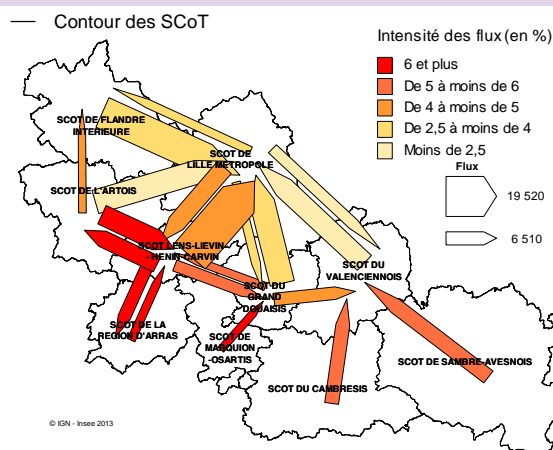 Contour des SCoT
Intensité des flux (en %)
6 et plus
De 5 à moins de 6
De 4 à moins de 5
De 2,5 à moins de 4
Moins de 2,5
Flux
19 520
6 510
SCOT DE FLANDRE
INTERIEURE
SCOT DE
LILLE METROPOLE
SCOT DE L'ARTOIS
SCOT LENS-LIEVIN-
-HENIN CARVIN
SCOT DU
VALENCIENNOIS
SCOT DU
GRAND
DOUAISIS
SCOT DE LA
REGION D'ARRAS
SCOT DE
MARQUION
-OSARTIS
SCOT DE SAMBRE-AVESNOIS
SCOT DU CAMBRESIS
© IGN - Insee 2013